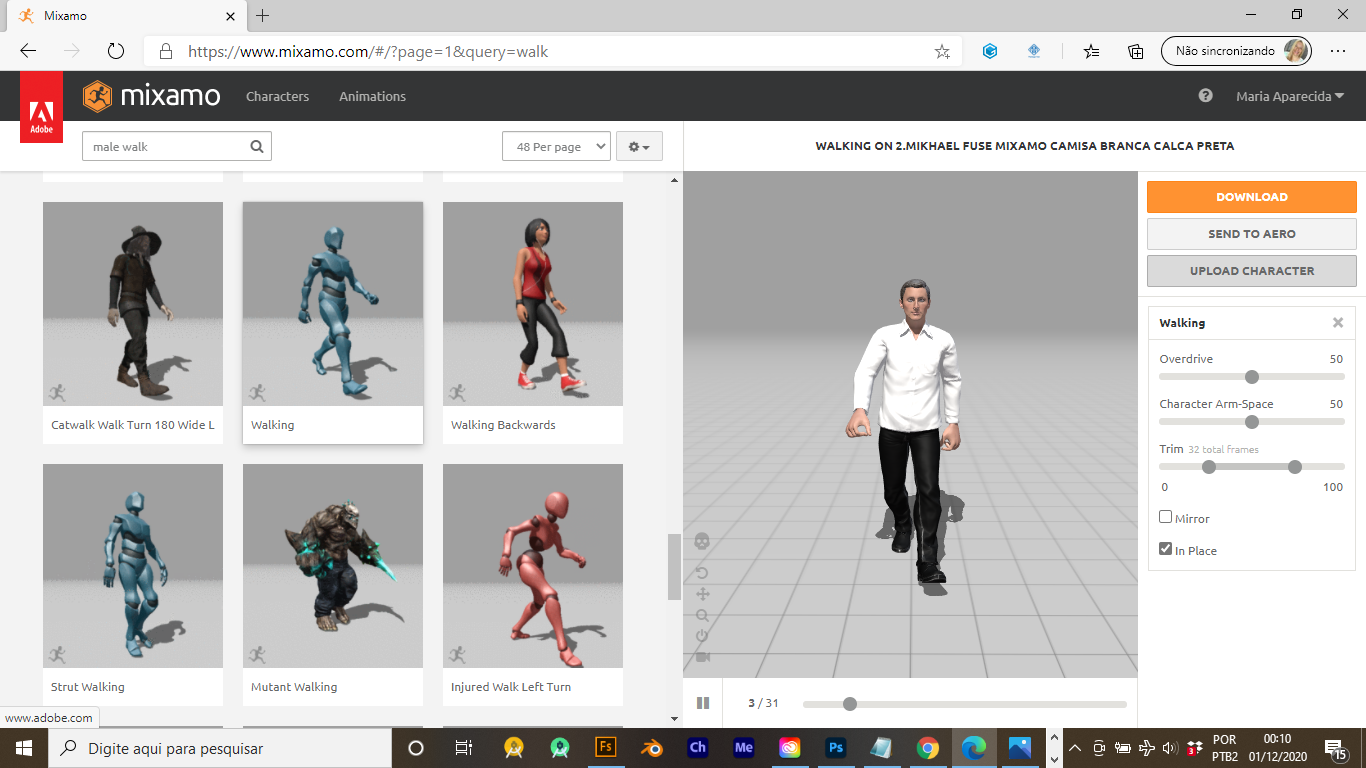 Mixamo
https://www.mixamo.com/#/?page=1&query=walk
Não sincronizando
Adobe
mixamo
Characters
Animations
Maria Aparecida
male walk
48 Per page
WALKING ON 2.MIKHAEL FUSE MIXAMO CAMISA BRANCA CALCA PRETA
DOWNLOAD
SEND TO AERO
UPLOAD CHARACTER
Catwalk Walk Turn 180 Wide L
Walking
Walking Backwards
Walking
Overdrive 50
Character Arm-Space 50
Trim 32 total frames
0 100
Mirror
In Place
Strut Walking
Mutant Walking
Injured Walk Left Turn
3 / 31
www.adobe.com
Digite aqui para pesquisar
Fs
Ch
Me
Ps
POR
PTB2
00:10
01/12/2020
15